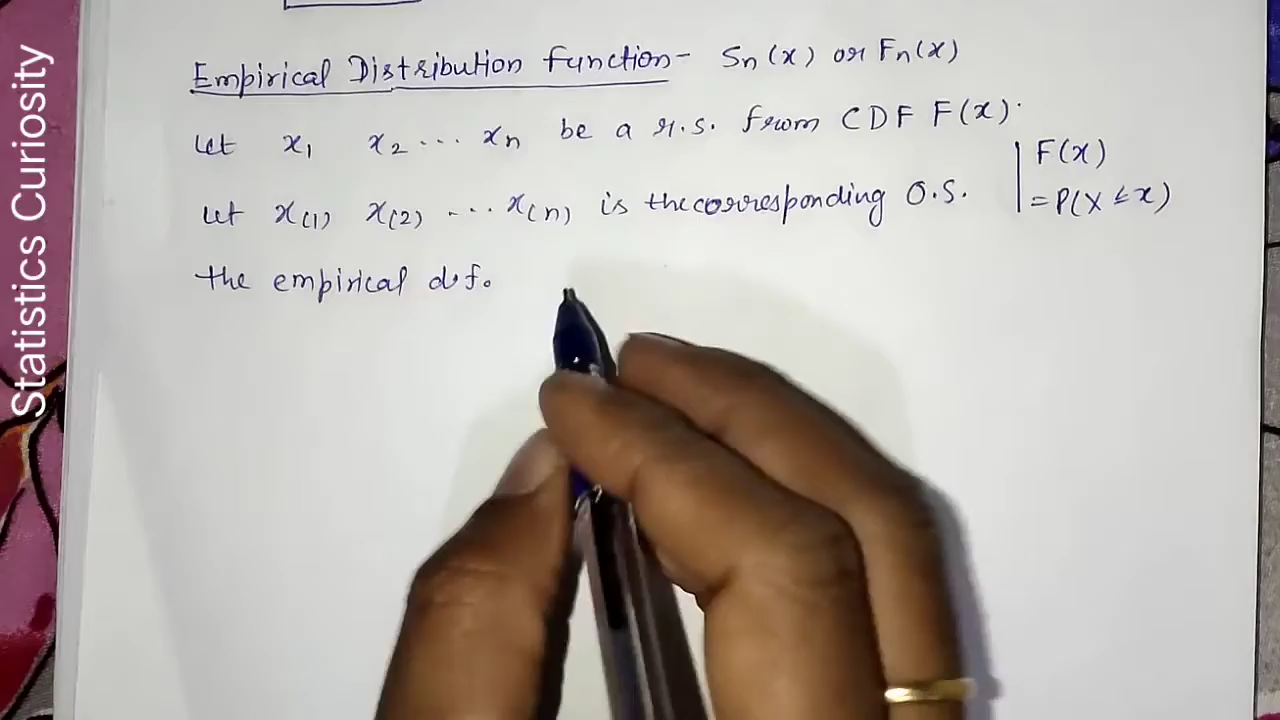 Statistics Curiosity
Empirical Distribution function- Sn(x) or Fn(x)
Let x1 x2 ... xn be a r.s. from CDF F(x).
Let x(1) x(2) ... x(n) is the corresponding O.S.
F(x)
= P(X ≤ x)
the empirical d.f.